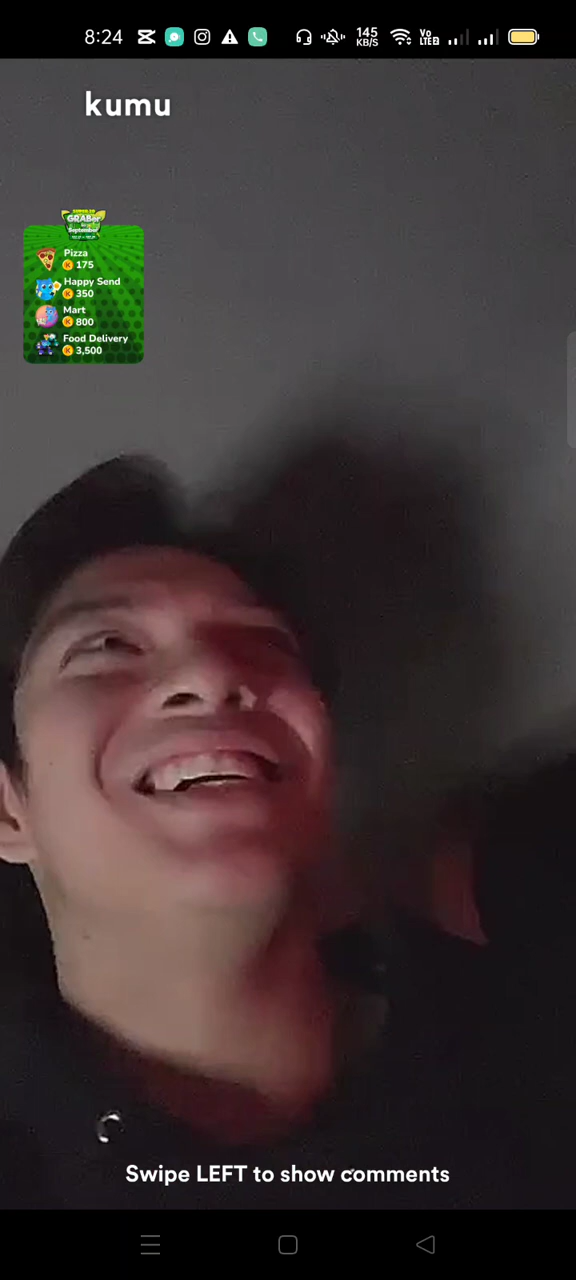 8:24
145
KB/S
Vo
LTE2
kumu
GRABer
September
Pizza
K 175
Happy Send
K 350
Mart
K 800
Food Delivery
K 3,500
Swipe LEFT to show comments